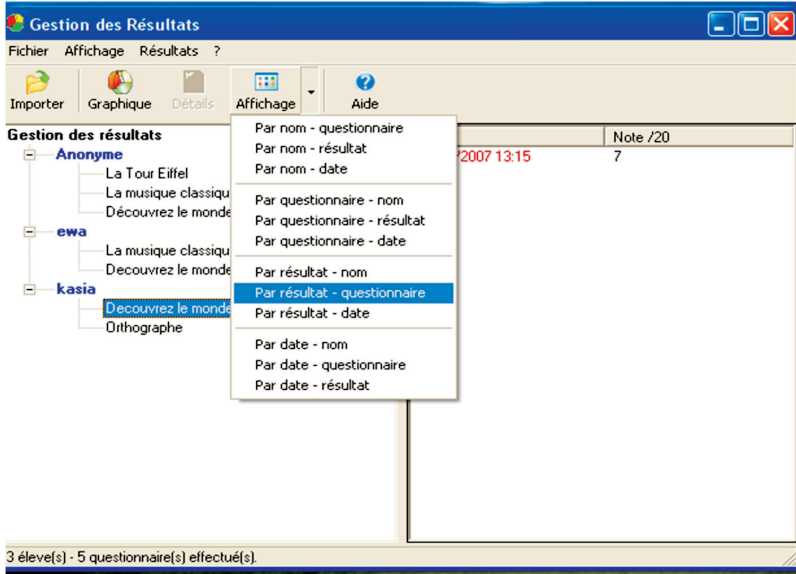 Gestion des Résultats
Fichier Affichage Résultats ?
Importer Graphique Détails Affichage Aide
Gestion des résultats
Anonyme
La Tour Eiffel
La musique classiqu
Découvrez le monde
ewa
La musique classiqu
Decouvrez le monde
kasia
Decouvrez le monde
Orthographe
Par nom - questionnaire
Par nom - résultat
Par nom - date
Par questionnaire - nom
Par questionnaire - résultat
Par questionnaire - date
Par résultat - nom
Par résultat - questionnaire
Par résultat - date
Par date - nom
Par date - questionnaire
Par date - résultat
Note /20
/2007 13:15 7
3 éleve(s) - 5 questionnaire(s) effectué(s).